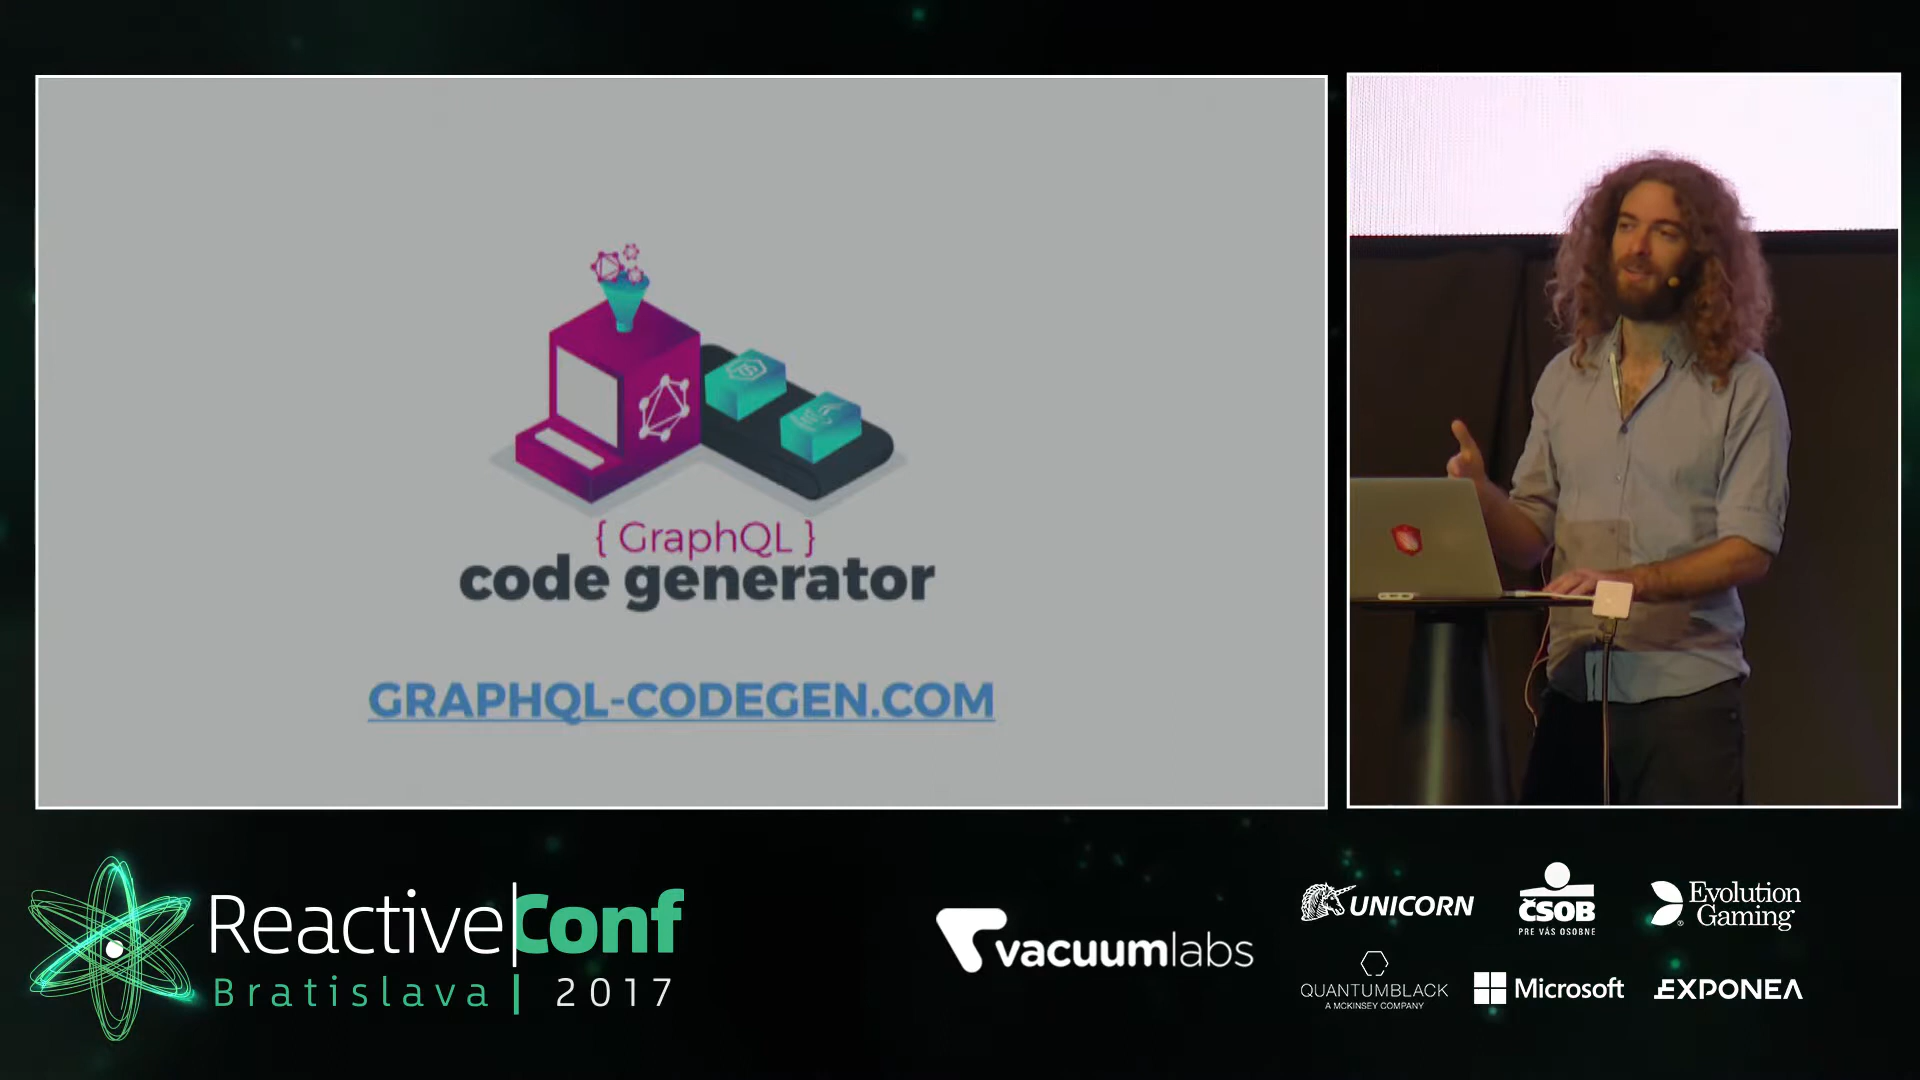 { GraphQL }
code generator
GRAPHQL-CODEGEN.COM
ReactiveConf
Bratislava | 2017
vacuumlabs
UNICORN
ČSOB
PRE VÁS OSOBNE
Evolution
Gaming
QUANTUMBLACK
A MCKINSEY COMPANY
Microsoft
EXPONEA